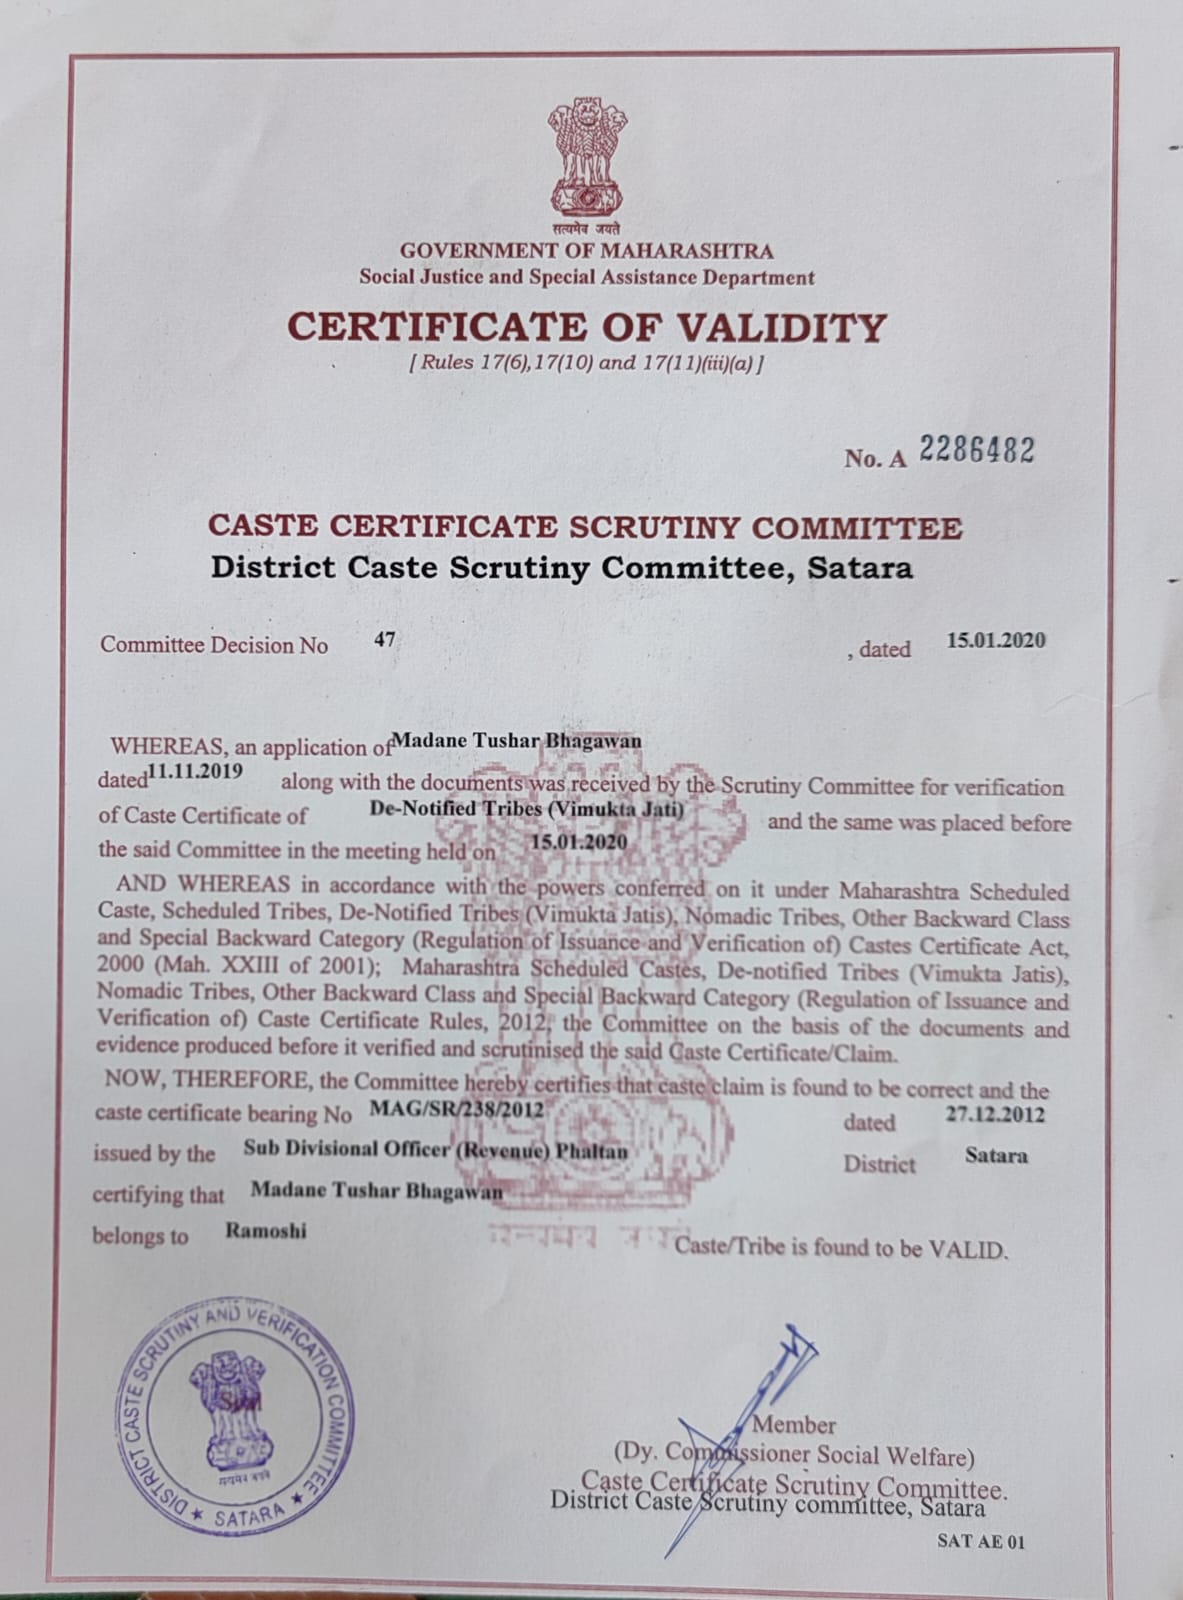 सत्यमेव जयते
GOVERNMENT OF MAHARASHTRA
Social Justice and Special Assistance Department
CERTIFICATE OF VALIDITY
[ Rules 17(6),17(10) and 17(11)(iii)(a) ]
No. A 2286482
CASTE CERTIFICATE SCRUTINY COMMITTEE
District Caste Scrutiny Committee, Satara
Committee Decision No 47 , dated 15.01.2020
WHEREAS, an application of Madane Tushar Bhagawan
dated 11.11.2019 along with the documents was received by the Scrutiny Committee for verification
of Caste Certificate of De-Notified Tribes (Vimukta Jati) and the same was placed before
the said Committee in the meeting held on 15.01.2020
AND WHEREAS in accordance with the powers conferred on it under Maharashtra Scheduled
Caste, Scheduled Tribes, De-Notified Tribes (Vimukta Jatis), Nomadic Tribes, Other Backward Class
and Special Backward Category (Regulation of Issuance and Verification of) Castes Certificate Act,
2000 (Mah. XXIII of 2001); Maharashtra Scheduled Castes, De-notified Tribes (Vimukta Jatis),
Nomadic Tribes, Other Backward Class and Special Backward Category (Regulation of Issuance and
Verification of) Caste Certificate Rules, 2012, the Committee on the basis of the documents and
evidence produced before it verified and scrutinised the said Caste Certificate/Claim.
NOW, THEREFORE, the Committee hereby certifies that caste claim is found to be correct and the
caste certificate bearing No MAG/SR/238/2012 dated 27.12.2012
issued by the Sub Divisional Officer (Revenue) Phaltan District Satara
certifying that Madane Tushar Bhagawan
belongs to Ramoshi Caste/Tribe is found to be VALID.
DISTRICT CASTE SCRUTINY AND VERIFICATION COMMITTEE
★ SATARA ★
Seal
सत्यमेव जयते
Member
(Dy. Commissioner Social Welfare)
Caste Certificate Scrutiny Committee.
District Caste Scrutiny committee, Satara
SAT AE 01